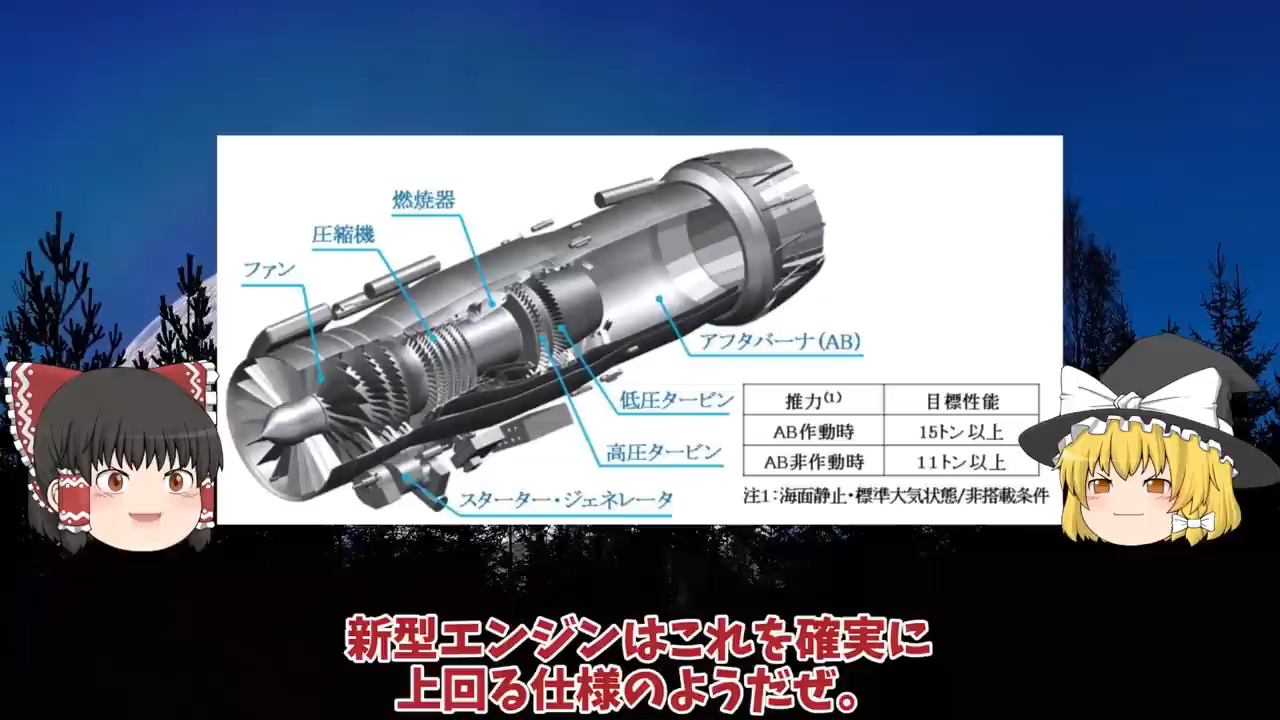 燃焼器
圧縮機
ファン
アフタバーナ(AB)
低圧タービン
高圧タービン
スターター・ジェネレータ
推力(1) 目標性能
AB作動時 15トン以上
AB非作動時 11トン以上
注1:海面静止・標準大気状態/非搭載条件
新型エンジンはこれを確実に
上回る仕様のようだぜ。